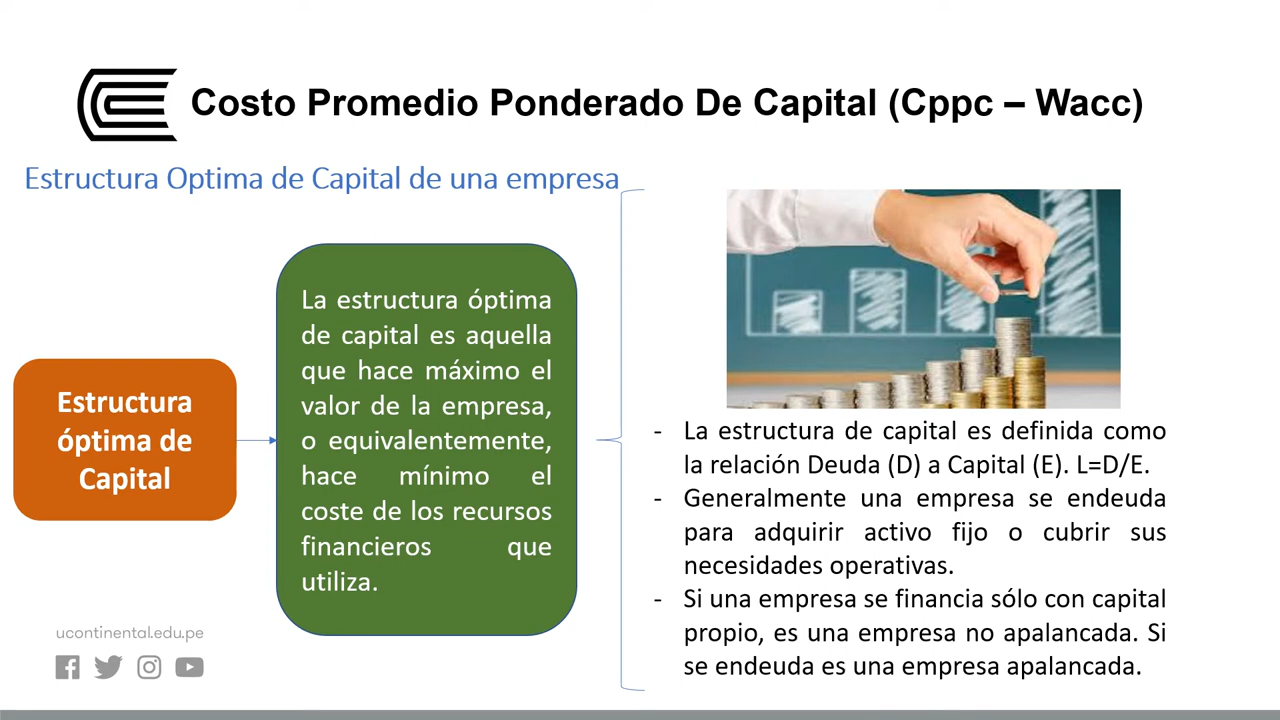 Costo Promedio Ponderado De Capital (Cppc – Wacc)
Estructura Optima de Capital de una empresa
Estructura
óptima de
Capital
La estructura óptima
de capital es aquella
que hace máximo el
valor de la empresa,
o equivalentemente,
hace mínimo el
coste de los recursos
financieros que
utiliza.
- La estructura de capital es definida como
la relación Deuda (D) a Capital (E). L=D/E.
- Generalmente una empresa se endeuda
para adquirir activo fijo o cubrir sus
necesidades operativas.
- Si una empresa se financia sólo con capital
propio, es una empresa no apalancada. Si
se endeuda es una empresa apalancada.
ucontinental.edu.pe